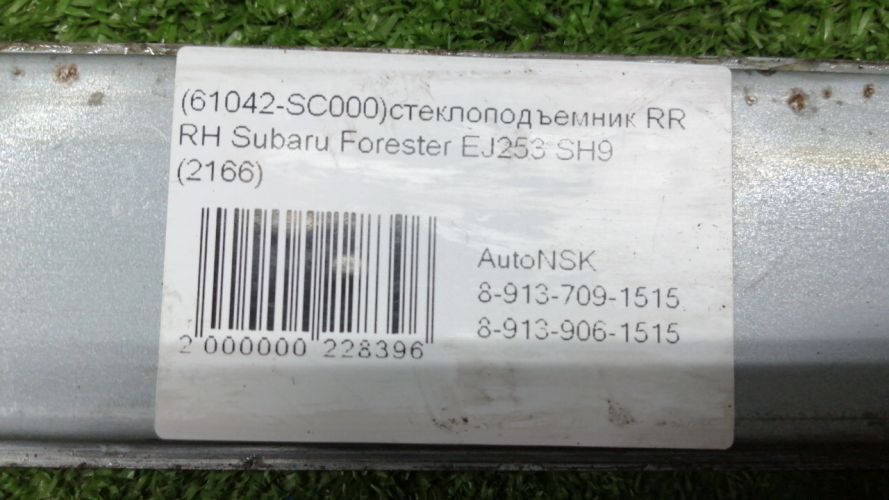 (61042-SC000)стеклоподъемник RR
RH Subaru Forester EJ253 SH9
(2166)
AutoNSK
8-913-709-1515
8-913-906-1515
2 000000 228396